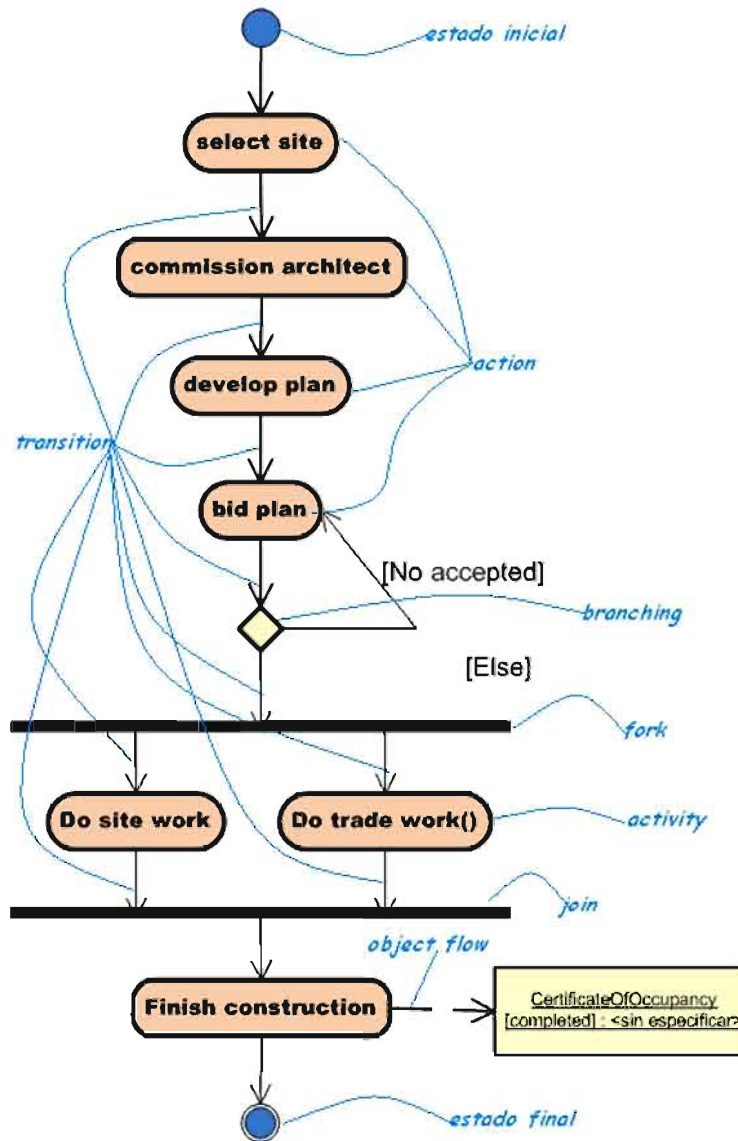 estado inicial
select site
commission architect
action
develop plan
transition
bid plan
[No accepted]
branching
[Else]
fork
Do site work
Do trade work()
activity
join
object flow
CertificateOfOccupancy
[completed] : <sin especificar>
Finish construction
estado final